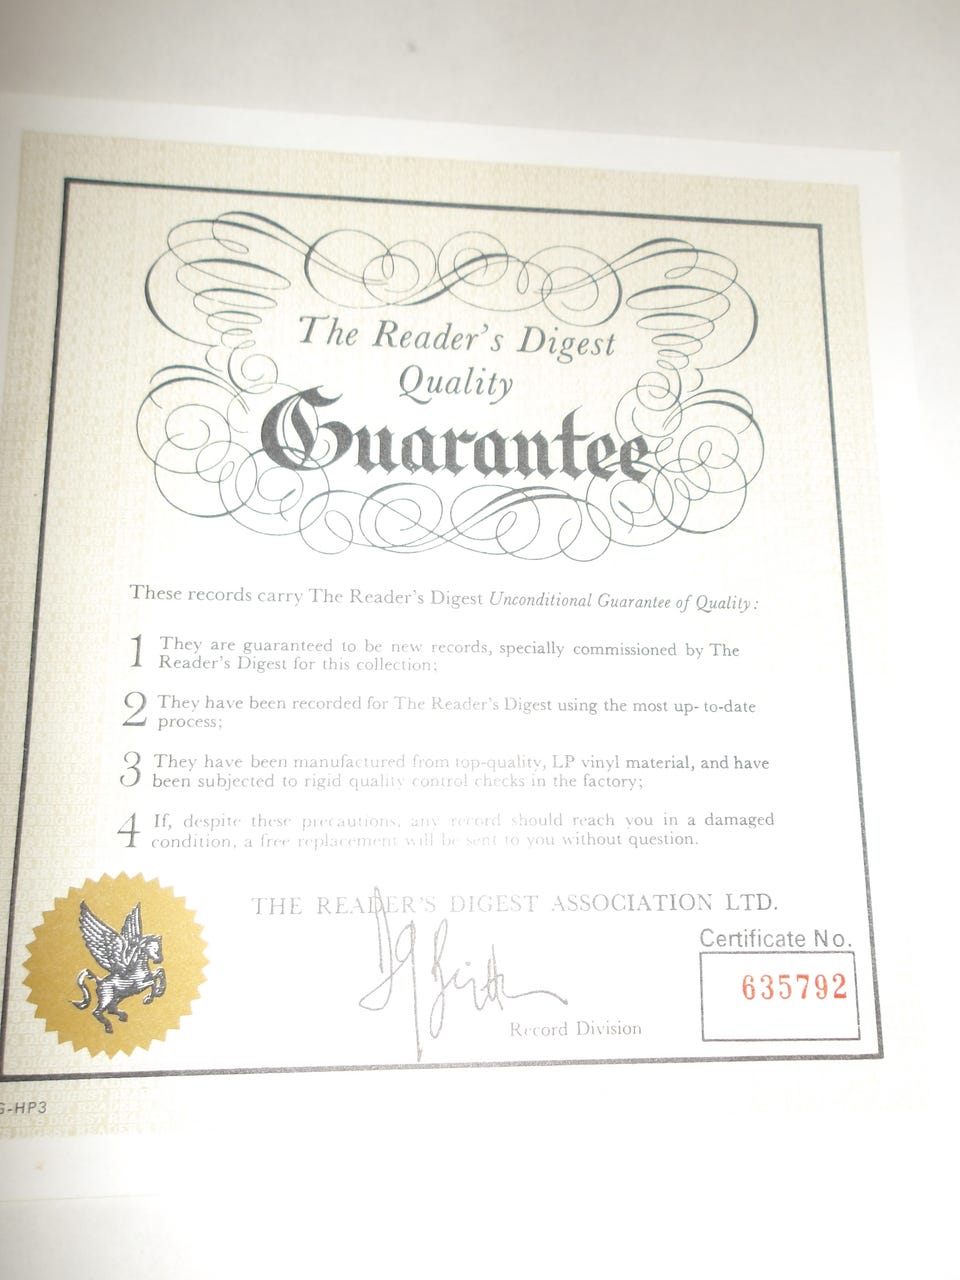 The Reader's Digest
Quality
Guarantee
These records carry The Reader's Digest Unconditional Guarantee of Quality:
1 They are guaranteed to be new records, specially commissioned by The
Reader's Digest for this collection;
2 They have been recorded for The Reader's Digest using the most up- to-date
process;
3 They have been manufactured from top-quality, LP vinyl material, and have
been subjected to rigid quality control checks in the factory;
4 If, despite these precautions, any record should reach you in a damaged
condition, a free replacement will be sent to you without question.
THE READER'S DIGEST ASSOCIATION LTD.
Certificate No.
635792
Record Division
-HP3